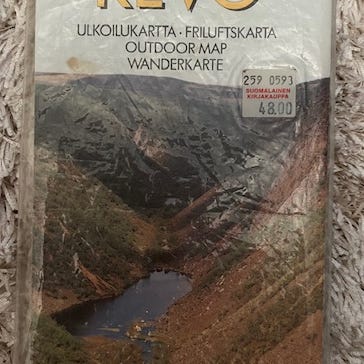 KEVO
ULKOILUKARTTA · FRILUFTSKARTA
OUTDOOR MAP
WANDERKARTE
259 0593
SUOMALAINEN
KIRJAKAUPPA
48.00